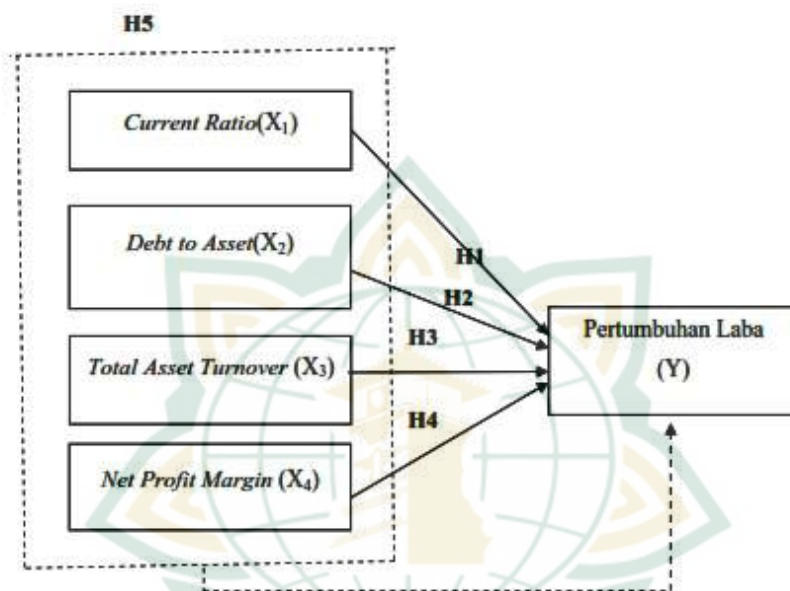 H5
Current Ratio(X₁)
Debt to Asset(X₂)
Total Asset Turnover (X₃)
Net Profit Margin (X₄)
H1
H2
H3
H4
Pertumbuhan Laba
(Y)